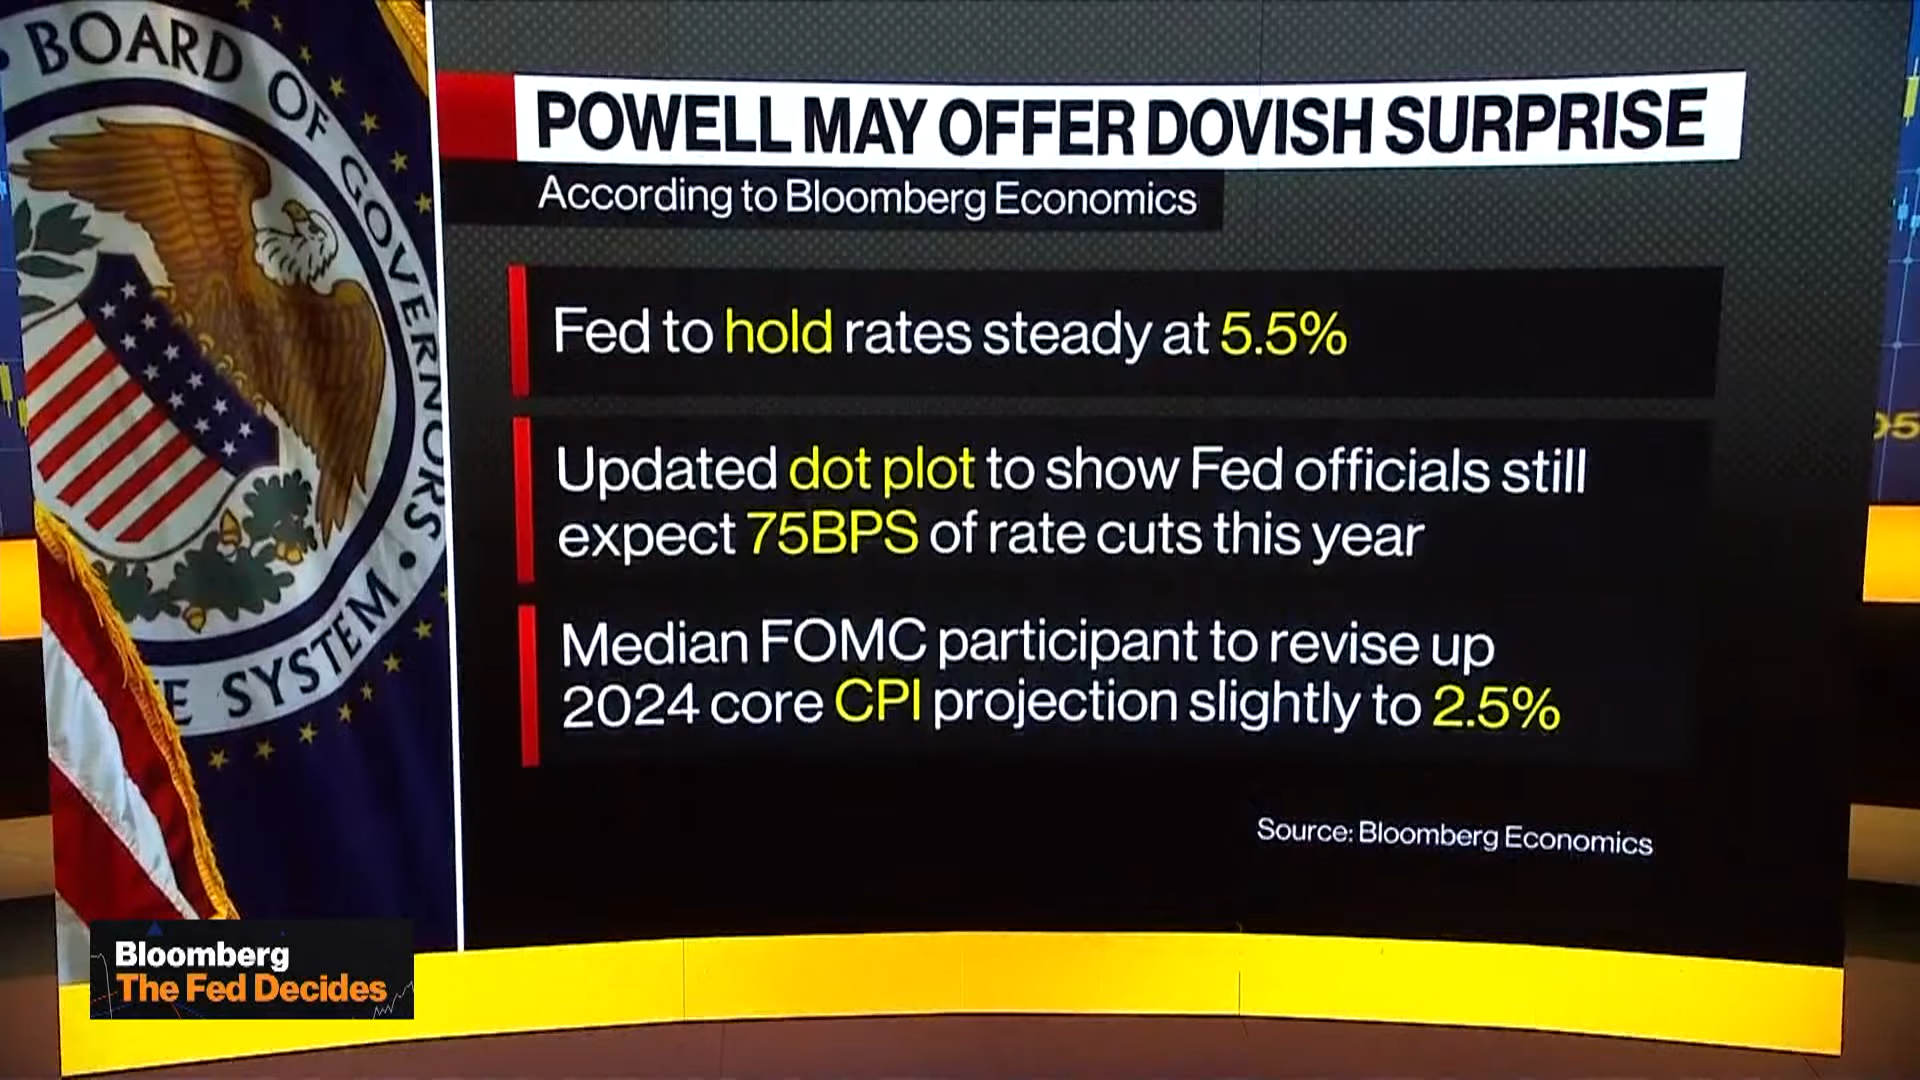 BOARD OF GOVERNORS
E SYSTEM
POWELL MAY OFFER DOVISH SURPRISE
According to Bloomberg Economics
Fed to hold rates steady at 5.5%
Updated dot plot to show Fed officials still
expect 75BPS of rate cuts this year
Median FOMC participant to revise up
2024 core CPI projection slightly to 2.5%
Source: Bloomberg Economics
Bloomberg
The Fed Decides